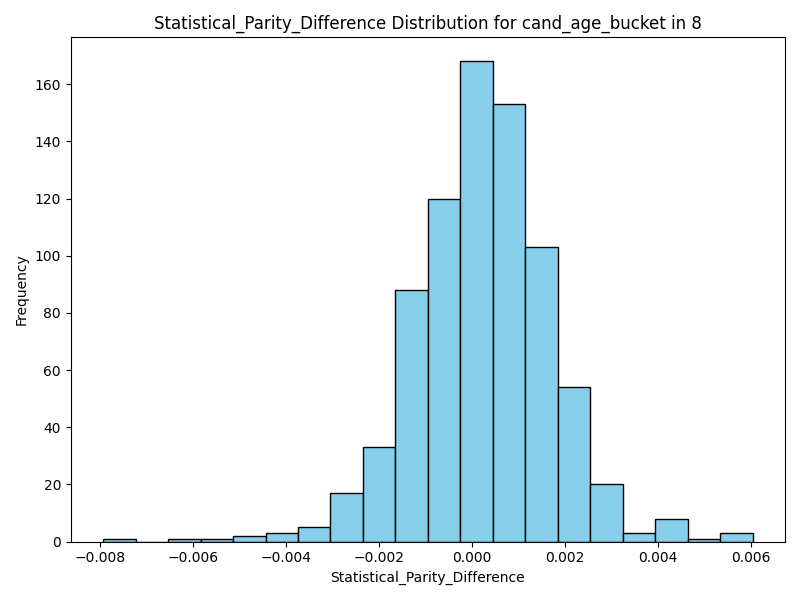 Statistical_Parity_Difference Distribution for cand_age_bucket in 8
Frequency
160
140
120
100
80
60
40
20
0
−0.008 −0.006 −0.004 −0.002 0.000 0.002 0.004 0.006
Statistical_Parity_Difference